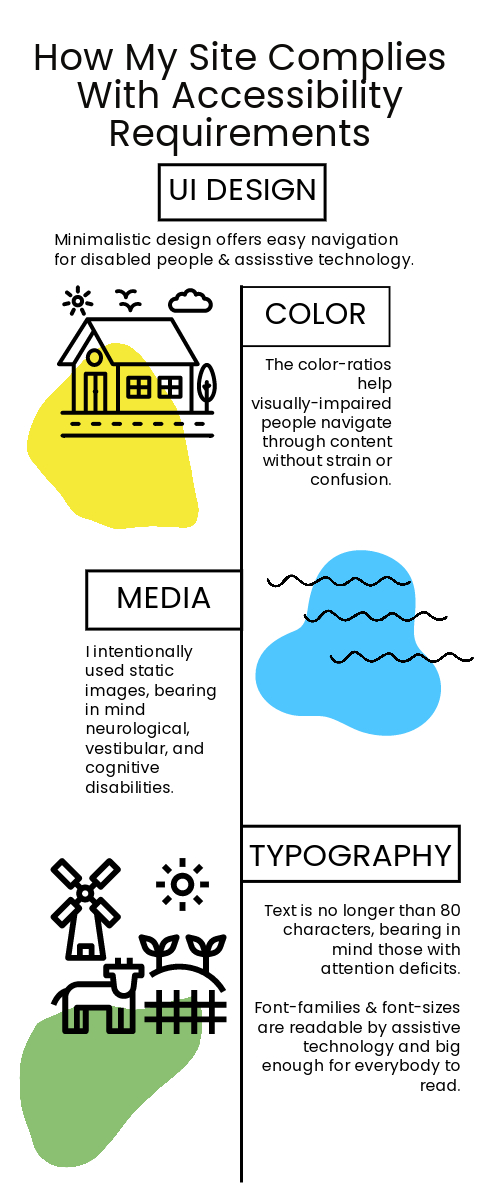 How My Site Complies
With Accessibility
Requirements
UI DESIGN
Minimalistic design offers easy navigation
for disabled people & assisstive technology.
COLOR
The color-ratios
help
visually-impaired
people navigate
through content
without strain or
confusion.
MEDIA
I intentionally
used static
images, bearing
in mind
neurological,
vestibular, and
cognitive
disabilities.
TYPOGRAPHY
Text is no longer than 80
characters, bearing in
mind those with
attention deficits.
Font-families & font-sizes
are readable by assistive
technology and big
enough for everybody to
read.